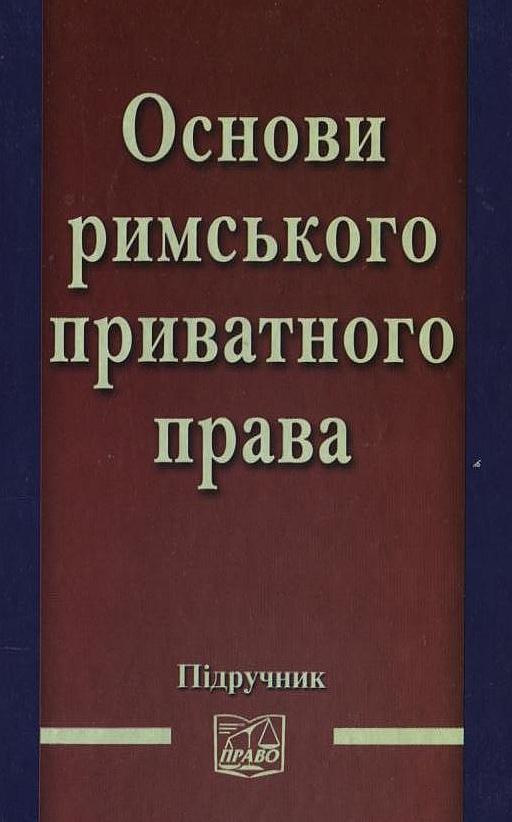 Основи
римського
приватного
права
Підручник
ПРАВО